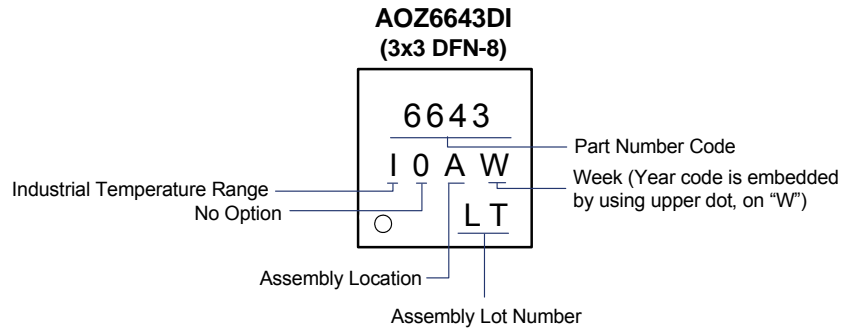 AOZ6643DI
(3x3 DFN-8)
6643
Part Number Code
I 0 A W
Industrial Temperature Range
Week (Year code is embedded
by using upper dot, on “W”)
No Option
L T
Assembly Location
Assembly Lot Number